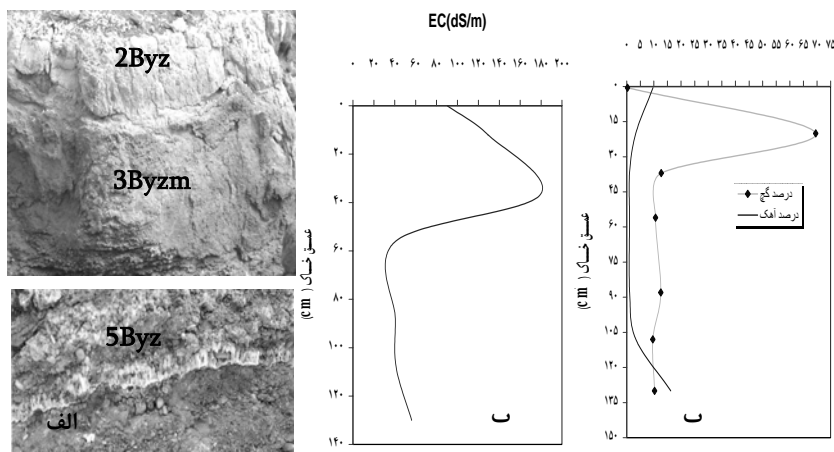 2Byz
3Byzm
5Byz
الف
EC(dS/m)
۰ ۲۰ ۴۰ ۶۰ ۸۰ ۱۰۰ ۱۲۰ ۱۴۰ ۱۶۰ ۱۸۰ ۲۰۰
۰
۲۰
۴۰
۶۰
۸۰
۱۰۰
۱۲۰
۱۴۰
عمق خاک (cm)
ب
۰ ۵ ۱۰ ۱۵ ۲۰ ۲۵ ۳۰ ۳۵ ۴۰ ۴۵ ۵۰ ۵۵ ۶۰ ۶۵ ۷۰ ۷۵
۰
۱۵
۳۰
۴۵
۶۰
۷۵
۹۰
۱۰۵
۱۲۰
۱۳۵
۱۵۰
عمق خاک (cm)
درصد گچ
درصد آهک
ب